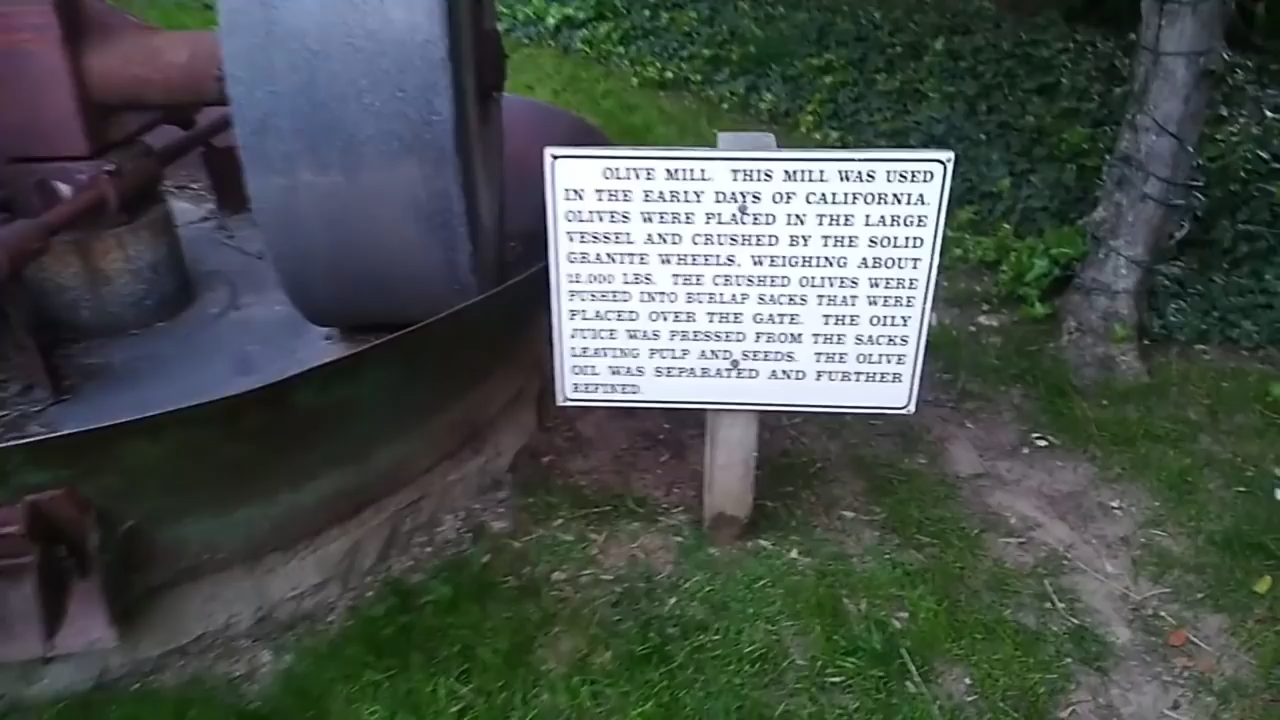 OLIVE MILL. THIS MILL WAS USED
IN THE EARLY DAYS OF CALIFORNIA.
OLIVES WERE PLACED IN THE LARGE
VESSEL AND CRUSHED BY THE SOLID
GRANITE WHEELS, WEIGHING ABOUT
12,000 LBS. THE CRUSHED OLIVES WERE
PUSHED INTO BURLAP SACKS THAT WERE
PLACED OVER THE GATE. THE OILY
JUICE WAS PRESSED FROM THE SACKS
LEAVING PULP AND SEEDS. THE OLIVE
OIL WAS SEPARATED AND FURTHER
REFINED.